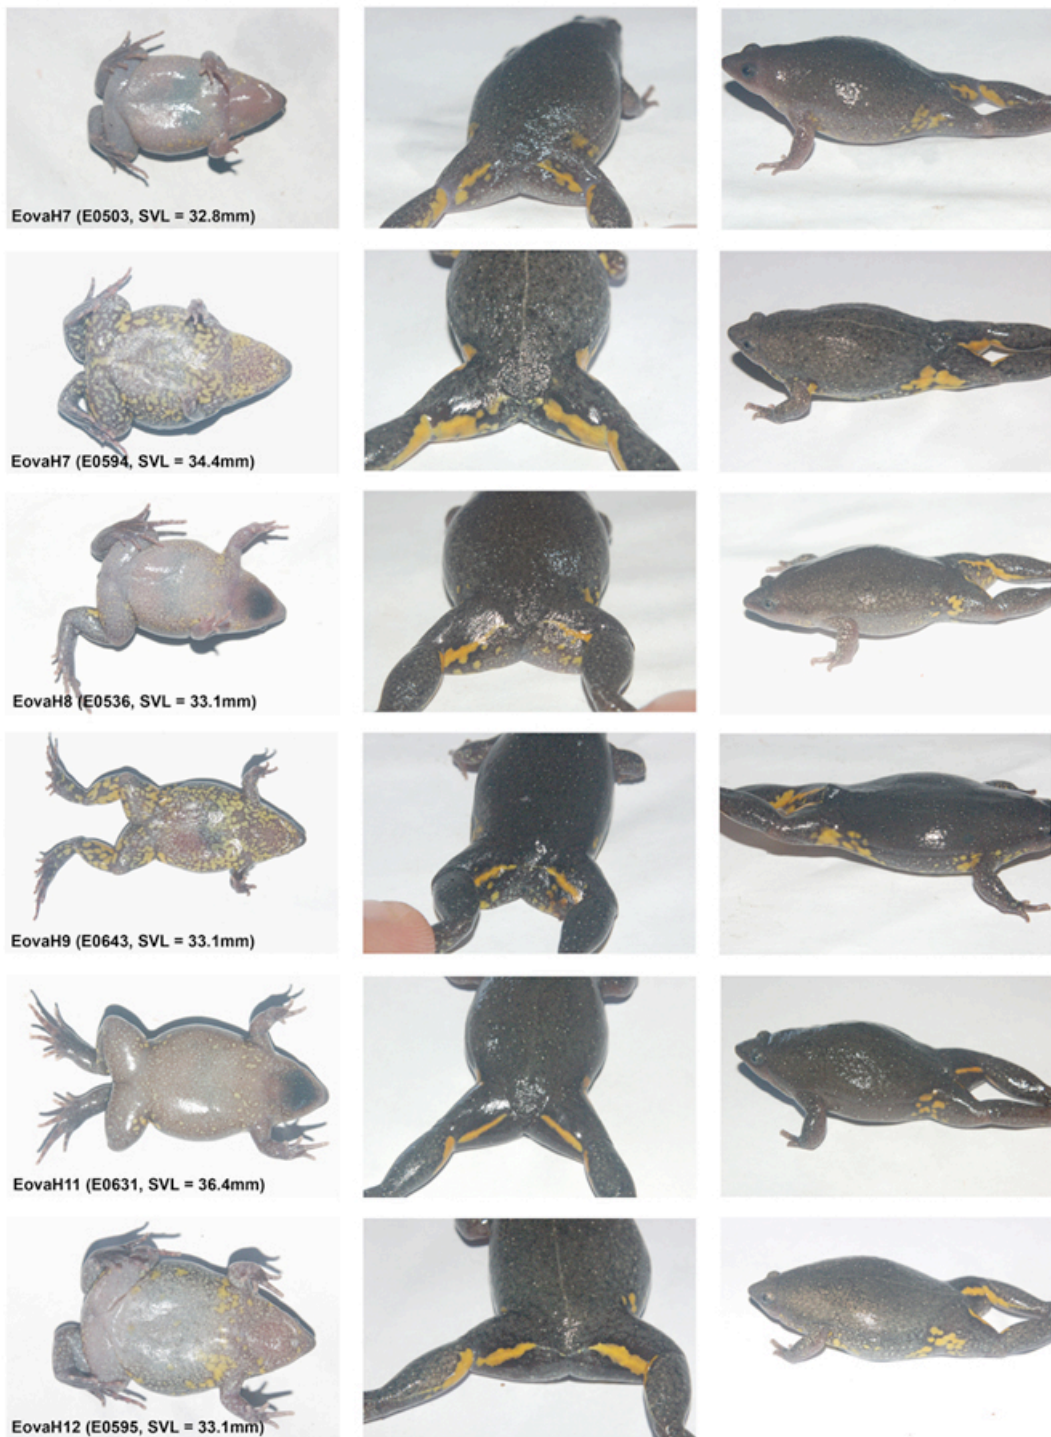 EovaH7 (E0503, SVL = 32.8mm)
EovaH7 (E0594, SVL = 34.4mm)
EovaH8 (E0536, SVL = 33.1mm)
EovaH9 (E0643, SVL = 33.1mm)
EovaH11 (E0631, SVL = 36.4mm)
EovaH12 (E0595, SVL = 33.1mm)